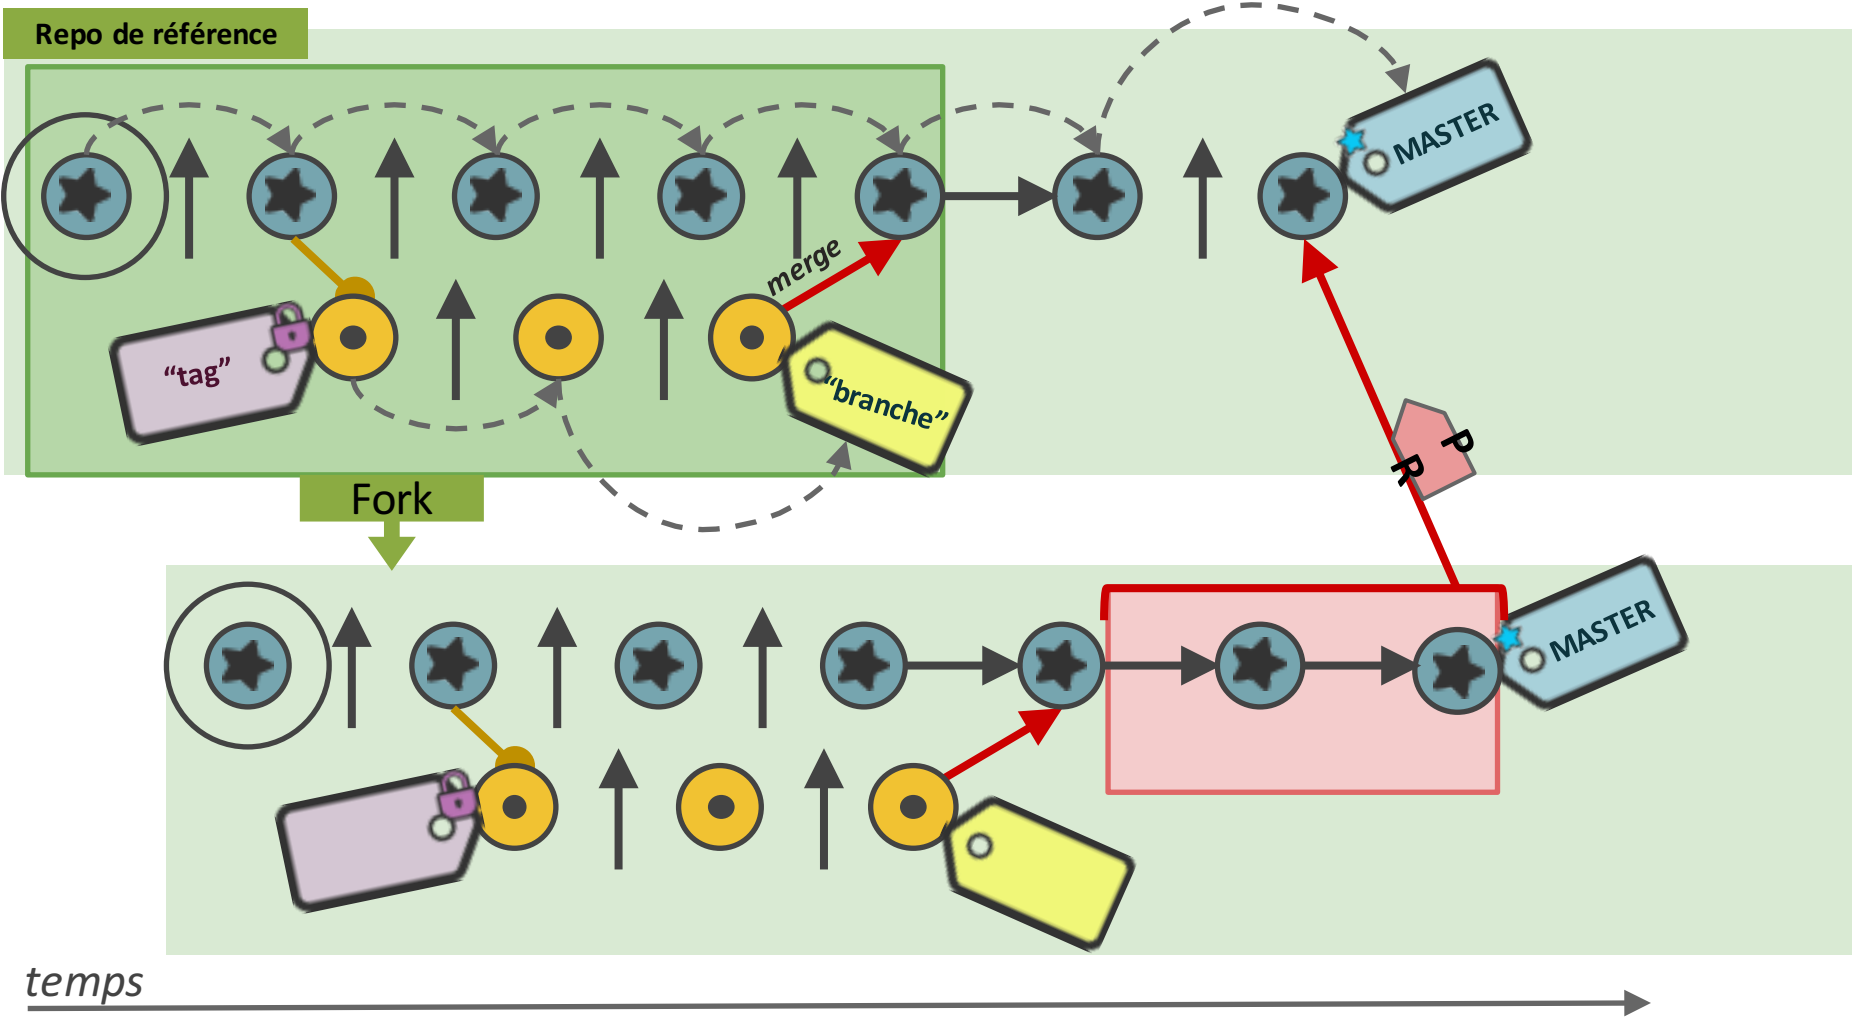 Repo de référence
MASTER
merge
“tag”
“branche”
P
R
Fork
MASTER
temps